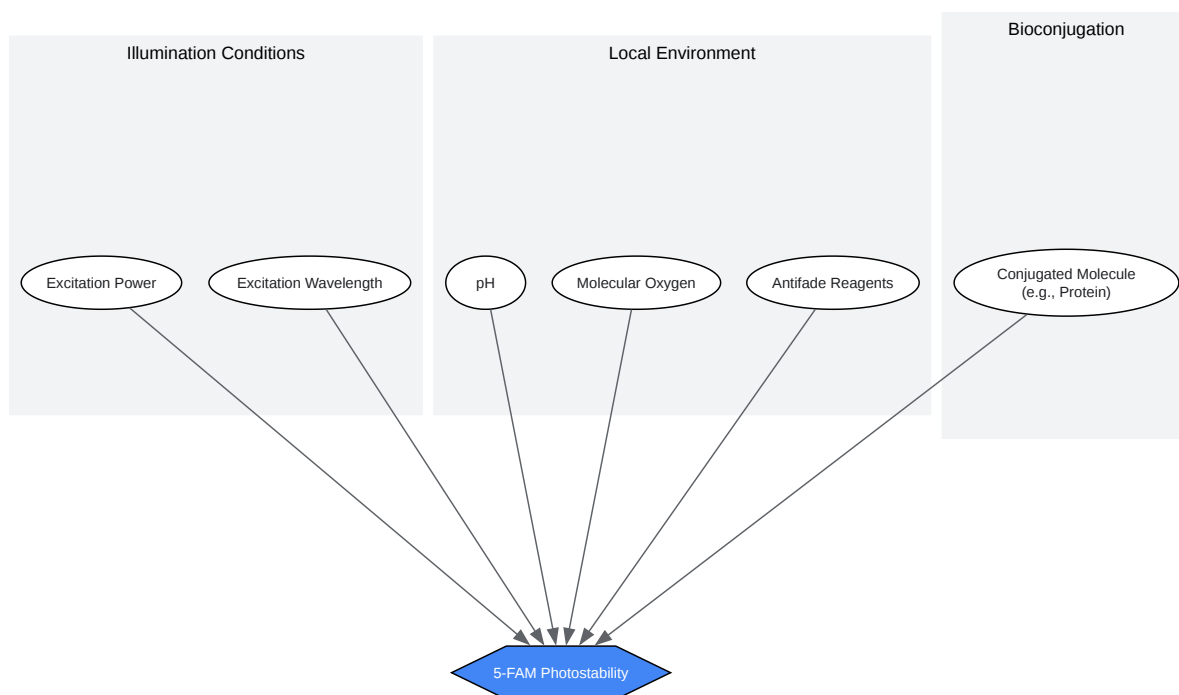 Bioconjugation
Illumination Conditions
Local Environment
Excitation Power
Excitation Wavelength
pH
Molecular Oxygen
Antifade Reagents
Conjugated Molecule
(e.g., Protein)
5-FAM Photostability